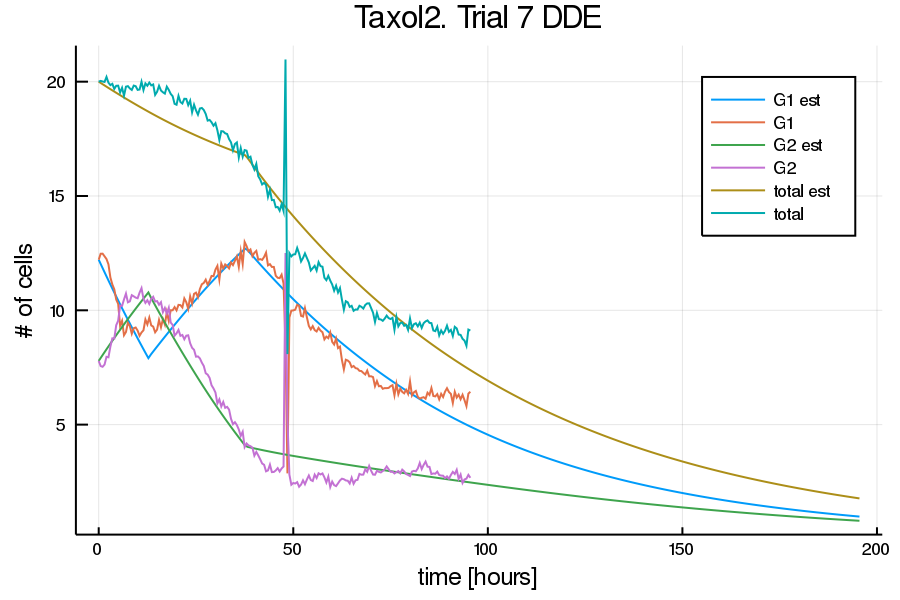 Taxol2. Trial 7 DDE
# of cells
20
15
10
5
G1 est
G1
G2 est
G2
total est
total
0
50
100
150
200
time [hours]